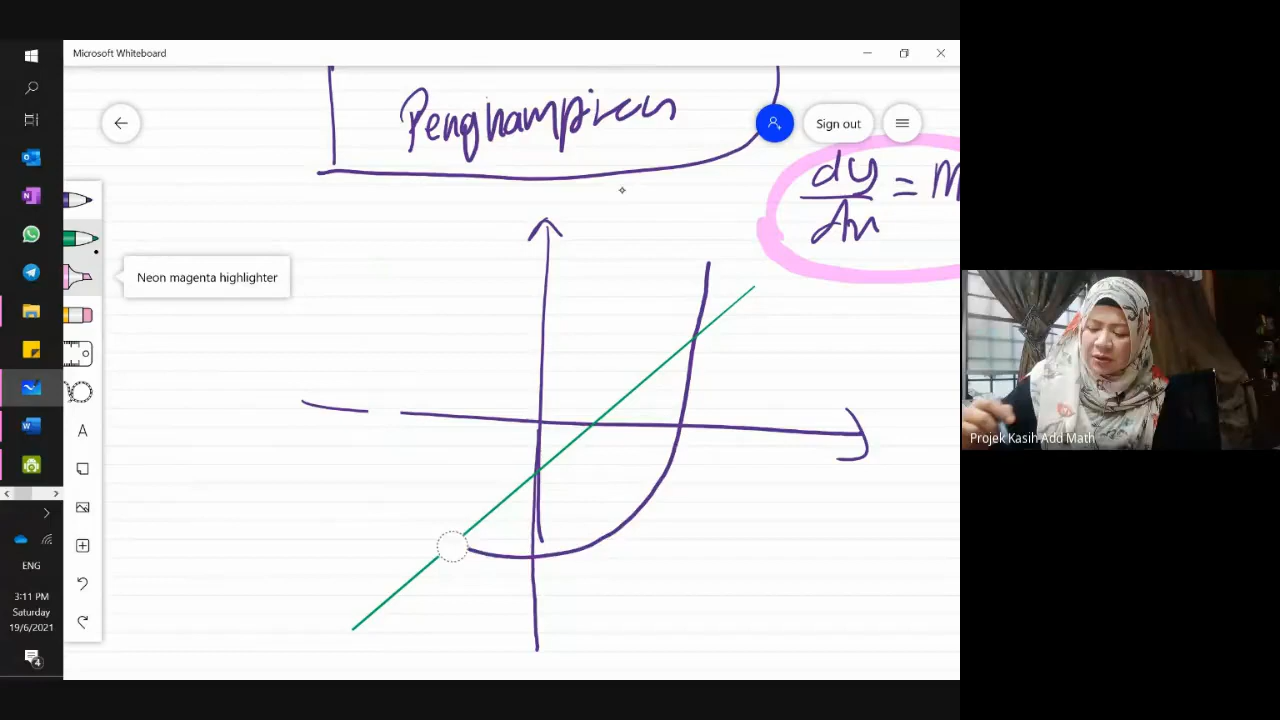 Microsoft Whiteboard
Penghampiran
Sign out
dy
= m
dx
Neon magenta highlighter
Projek Kasih Add Math
A
ENG
3:11 PM
Saturday
19/6/2021
4